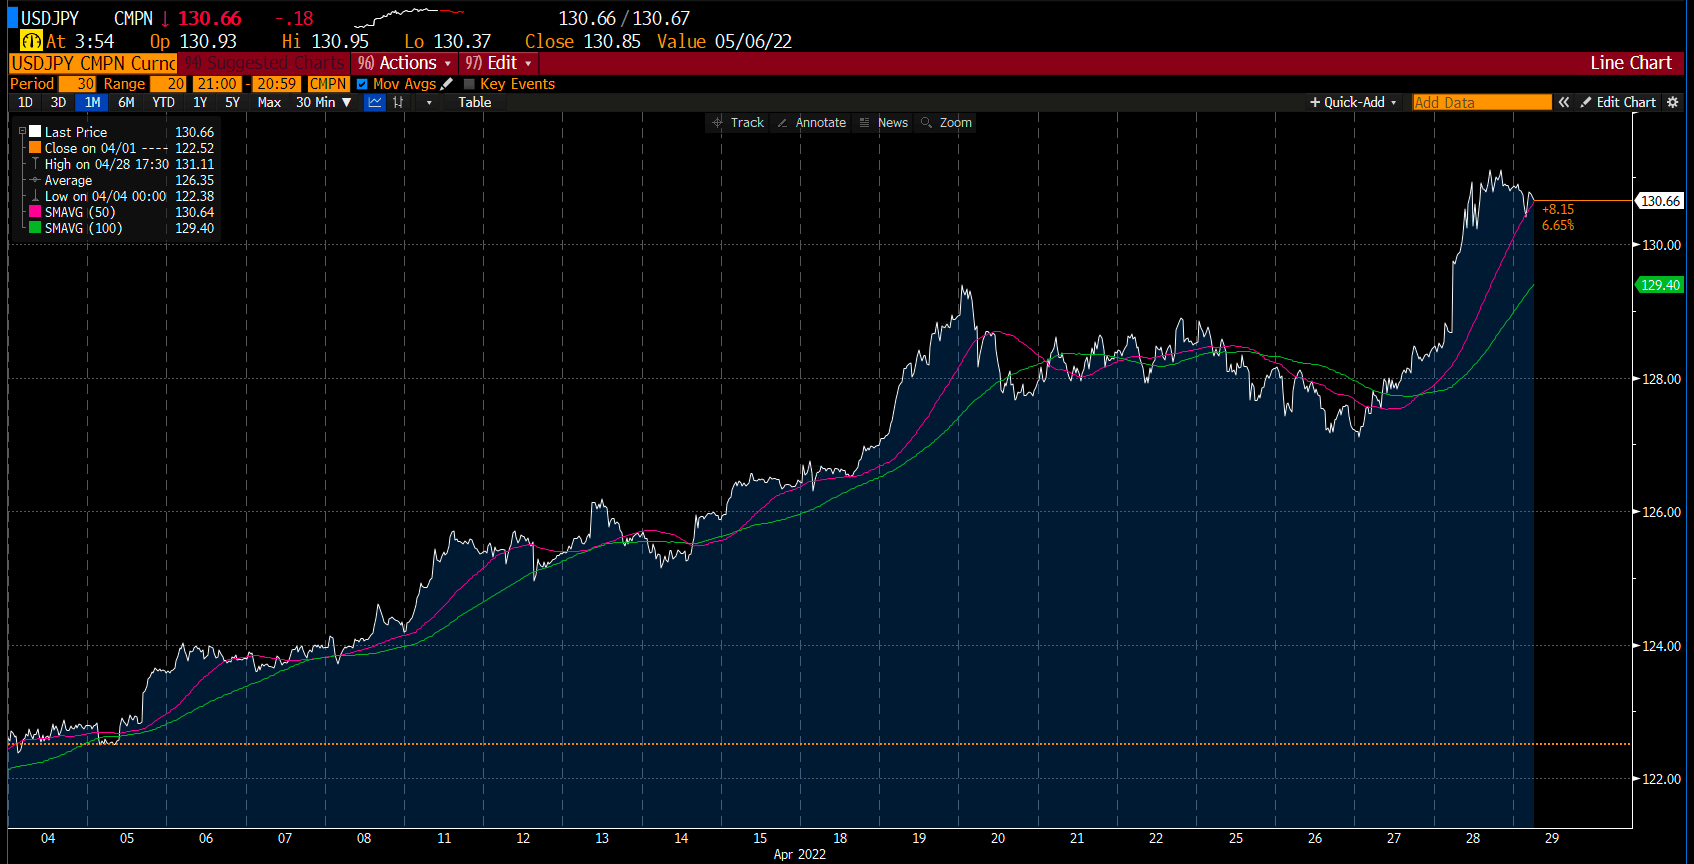 USDJPY CMPN ↓ 130.66 -.18 130.66 / 130.67
At 3:54 Op 130.93 Hi 130.95 Lo 130.37 Close 130.85 Value 05/06/22
USDJPY CMPN Curnc 94) Suggested Charts 96) Actions 97) Edit Line Chart
Period 30 Range 20 21:00 - 20:59 CMPN Mov Avgs Key Events
1D 3D 1M 6M YTD 1Y 5Y Max 30 Min ▼ Table + Quick-Add Add Data « Edit Chart
Track Annotate News Zoom
Last Price 130.66
Close on 04/01 ---- 122.52
High on 04/28 17:30 131.11
Average 126.35
Low on 04/04 00:00 122.38
SMAVG (50) 130.64
SMAVG (100) 129.40
130.66
+8.15
6.65%
130.00
129.40
128.00
126.00
124.00
122.00
04 05 06 07 08 11 12 13 14 15 18 19 20 21 22 25 26 27 28 29
Apr 2022